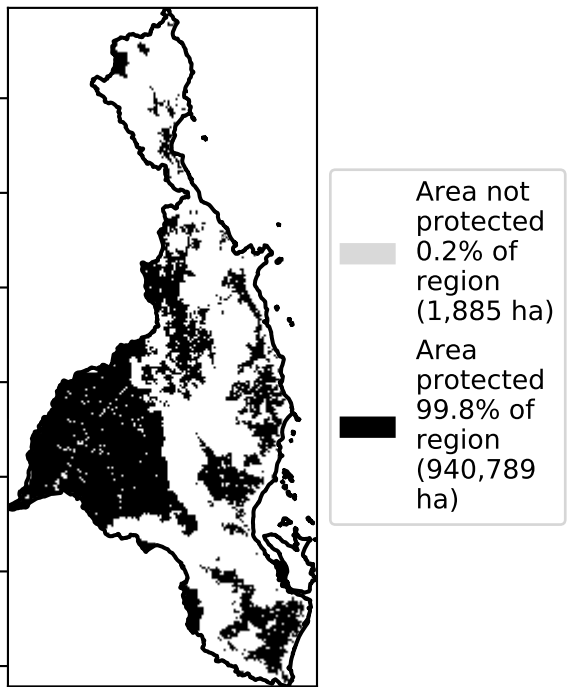 Area not
protected
0.2% of
region
(1,885 ha)
Area
protected
99.8% of
region
(940,789
ha)